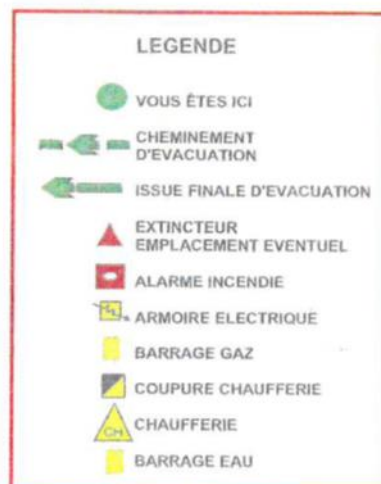 LEGENDE
VOUS ÊTES ICI
CHEMINEMENT
D'EVACUATION
ISSUE FINALE D'EVACUATION
EXTINCTEUR
EMPLACEMENT EVENTUEL
ALARME INCENDIE
ARMOIRE ELECTRIQUE
BARRAGE GAZ
COUPURE CHAUFFERIE
CH
CHAUFFERIE
BARRAGE EAU